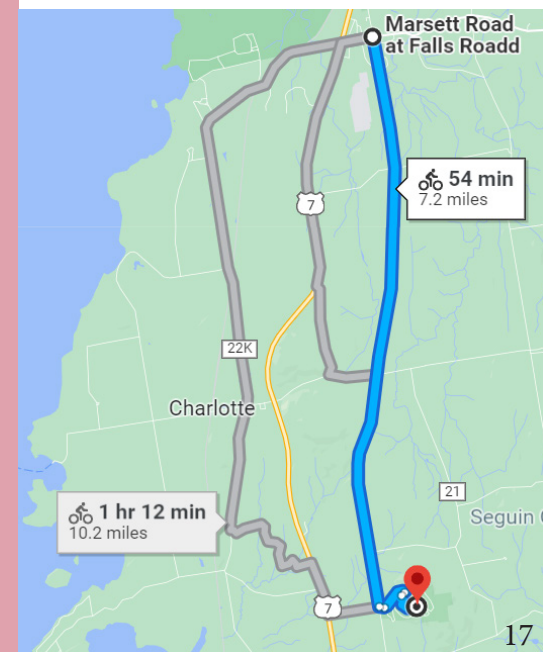 Marsett Road
at Falls Roadd
54 min
7.2 miles
7
22K
Charlotte
1 hr 12 min
10.2 miles
21
Seguin
7
17